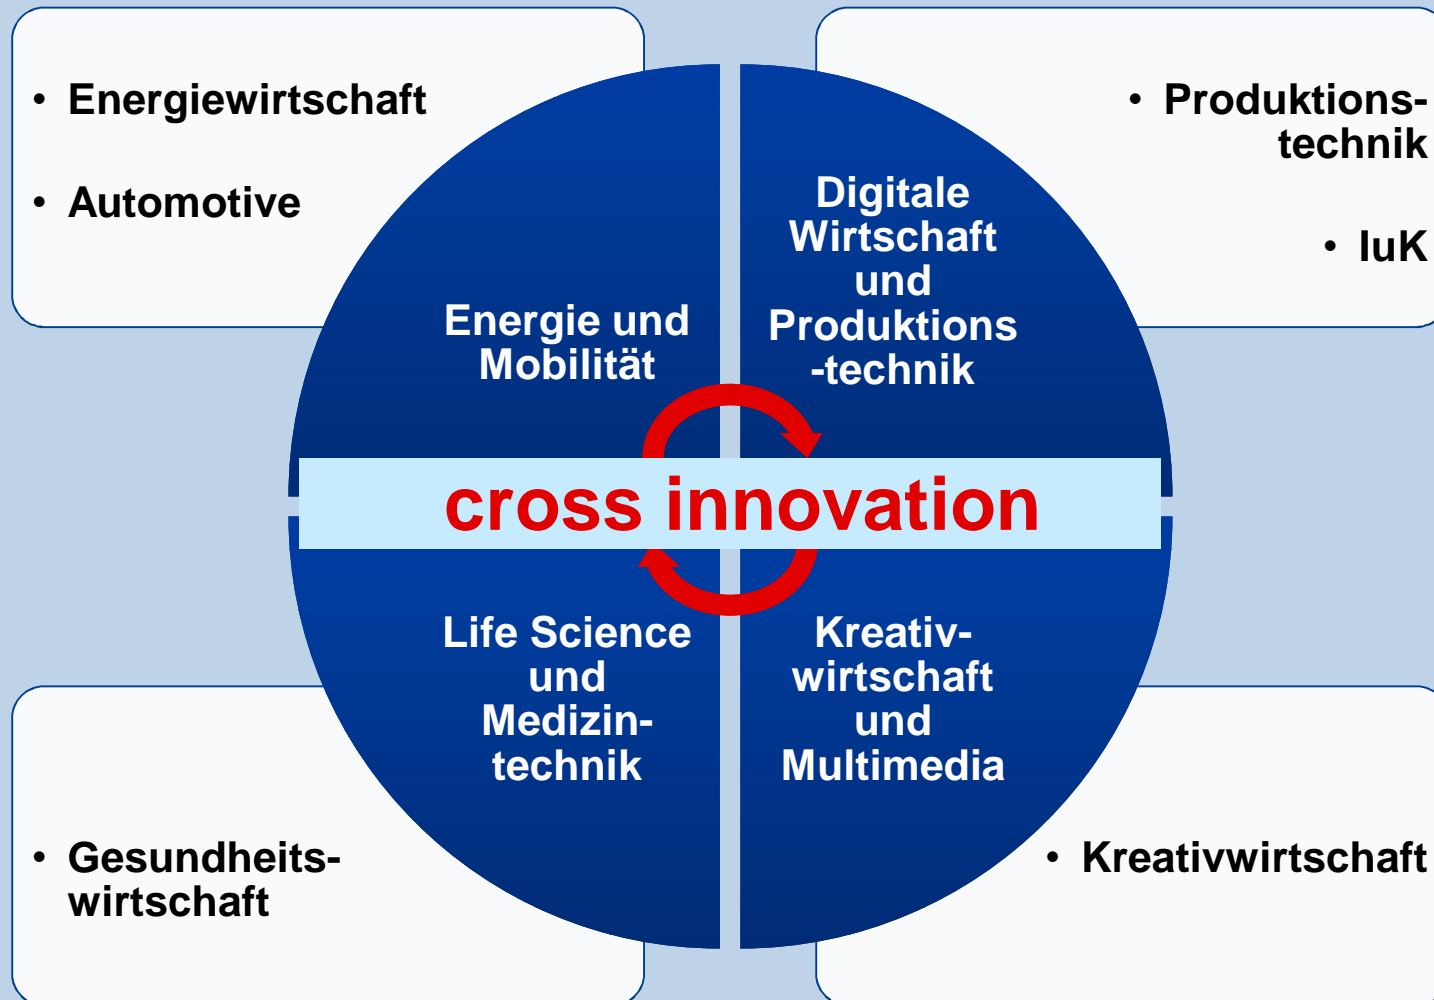 • Energiewirtschaft
• Automotive
• Produktions-
technik
• IuK
Energie und
Mobilität
Digitale
Wirtschaft
und
Produktions
-technik
cross innovation
Life Science
und
Medizin-
technik
Kreativ-
wirtschaft
und
Multimedia
• Gesundheits-
wirtschaft
• Kreativwirtschaft